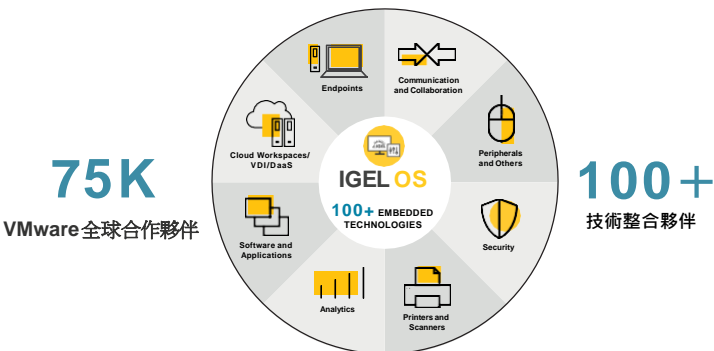 75K
VMware全球合作夥伴
Endpoints
Communication
and Collaboration
Peripherals
and Others
Security
Printers and
Scanners
Analytics
Software and
Applications
Cloud Workspaces/
VDI/DaaS
IGEL OS
100+ EMBEDDED
TECHNOLOGIES
100+
技術整合夥伴